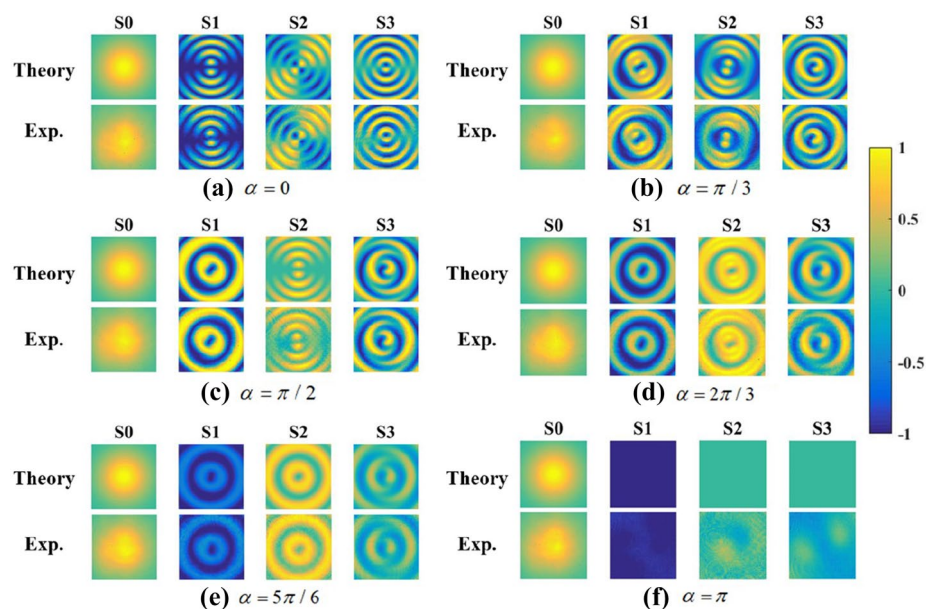 S0 S1 S2 S3
Theory
Exp.
(a) α = 0
S0 S1 S2 S3
Theory
Exp.
(b) α = π / 3
S0 S1 S2 S3
Theory
Exp.
(c) α = π / 2
S0 S1 S2 S3
Theory
Exp.
(d) α = 2π / 3
S0 S1 S2 S3
Theory
Exp.
(e) α = 5π / 6
S0 S1 S2 S3
Theory
Exp.
(f) α = π
1
0.5
0
-0.5
-1